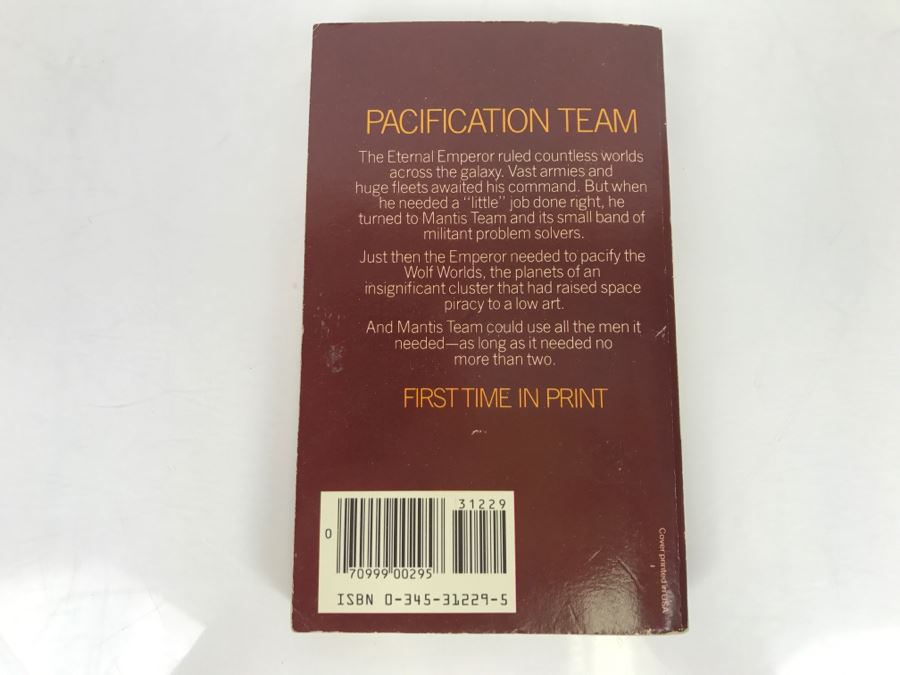 PACIFICATION TEAM
The Eternal Emperor ruled countless worlds
across the galaxy. Vast armies and
huge fleets awaited his command. But when
he needed a "little" job done right, he
turned to Mantis Team and its small band of
militant problem solvers.
Just then the Emperor needed to pacify the
Wolf Worlds, the planets of an
insignificant cluster that had raised space
piracy to a low art.
And Mantis Team could use all the men it
needed—as long as it needed no
more than two.
FIRST TIME IN PRINT
31229
0
70999 00295
ISBN 0-345-31229-5
Cover printed in USA